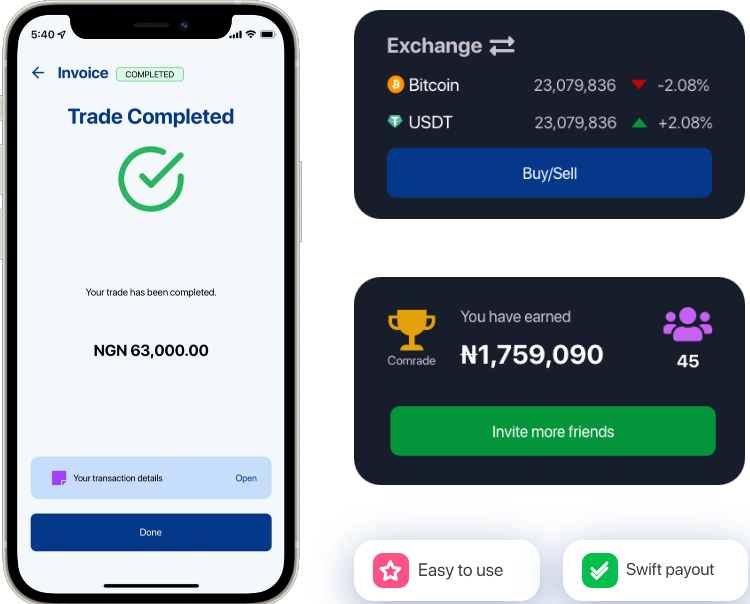 5:40
Invoice COMPLETED
Trade Completed
Your trade has been completed.
NGN 63,000.00
Your transaction details Open
Done
Exchange
Bitcoin 23,079,836 -2.08%
USDT 23,079,836 +2.08%
Buy/Sell
You have earned
₦1,759,090
Comrade
45
Invite more friends
Easy to use
Swift payout